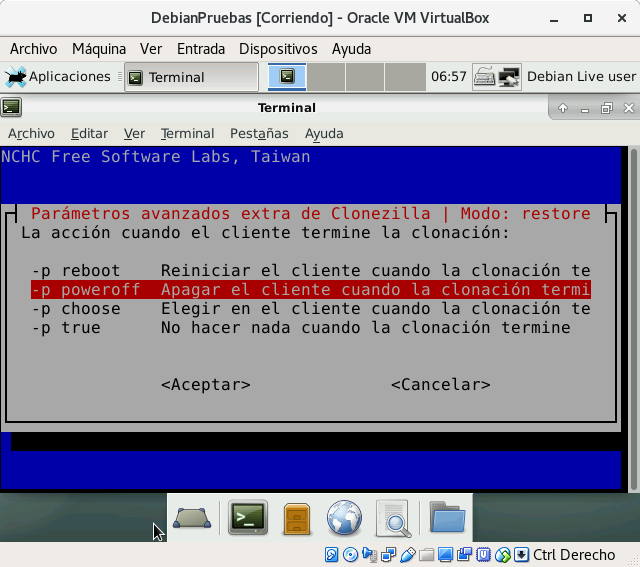 DebianPruebas [Corriendo] - Oracle VM VirtualBox
Archivo Máquina Ver Entrada Dispositivos Ayuda
Aplicaciones Terminal 06:57 Debian Live user
Terminal
Archivo Editar Ver Terminal Pestañas Ayuda
NCHC Free Software Labs, Taiwan
Parámetros avanzados extra de Clonezilla | Modo: restore
La acción cuando el cliente termine la clonación:
-p reboot Reiniciar el cliente cuando la clonación te
-p poweroff Apagar el cliente cuando la clonación termi
-p choose Elegir en el cliente cuando la clonación te
-p true No hacer nada cuando la clonación termine
<Aceptar> <Cancelar>
Ctrl Derecho